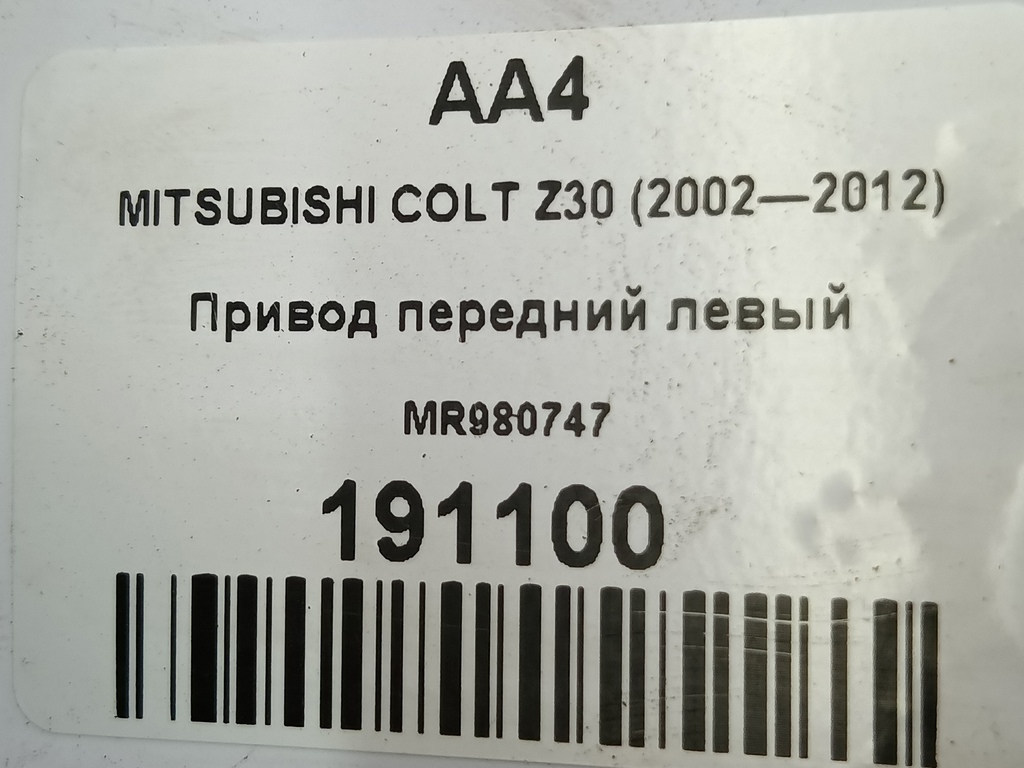 AA4
MITSUBISHI COLT Z30 (2002—2012)
Привод передний левый
MR980747
191100